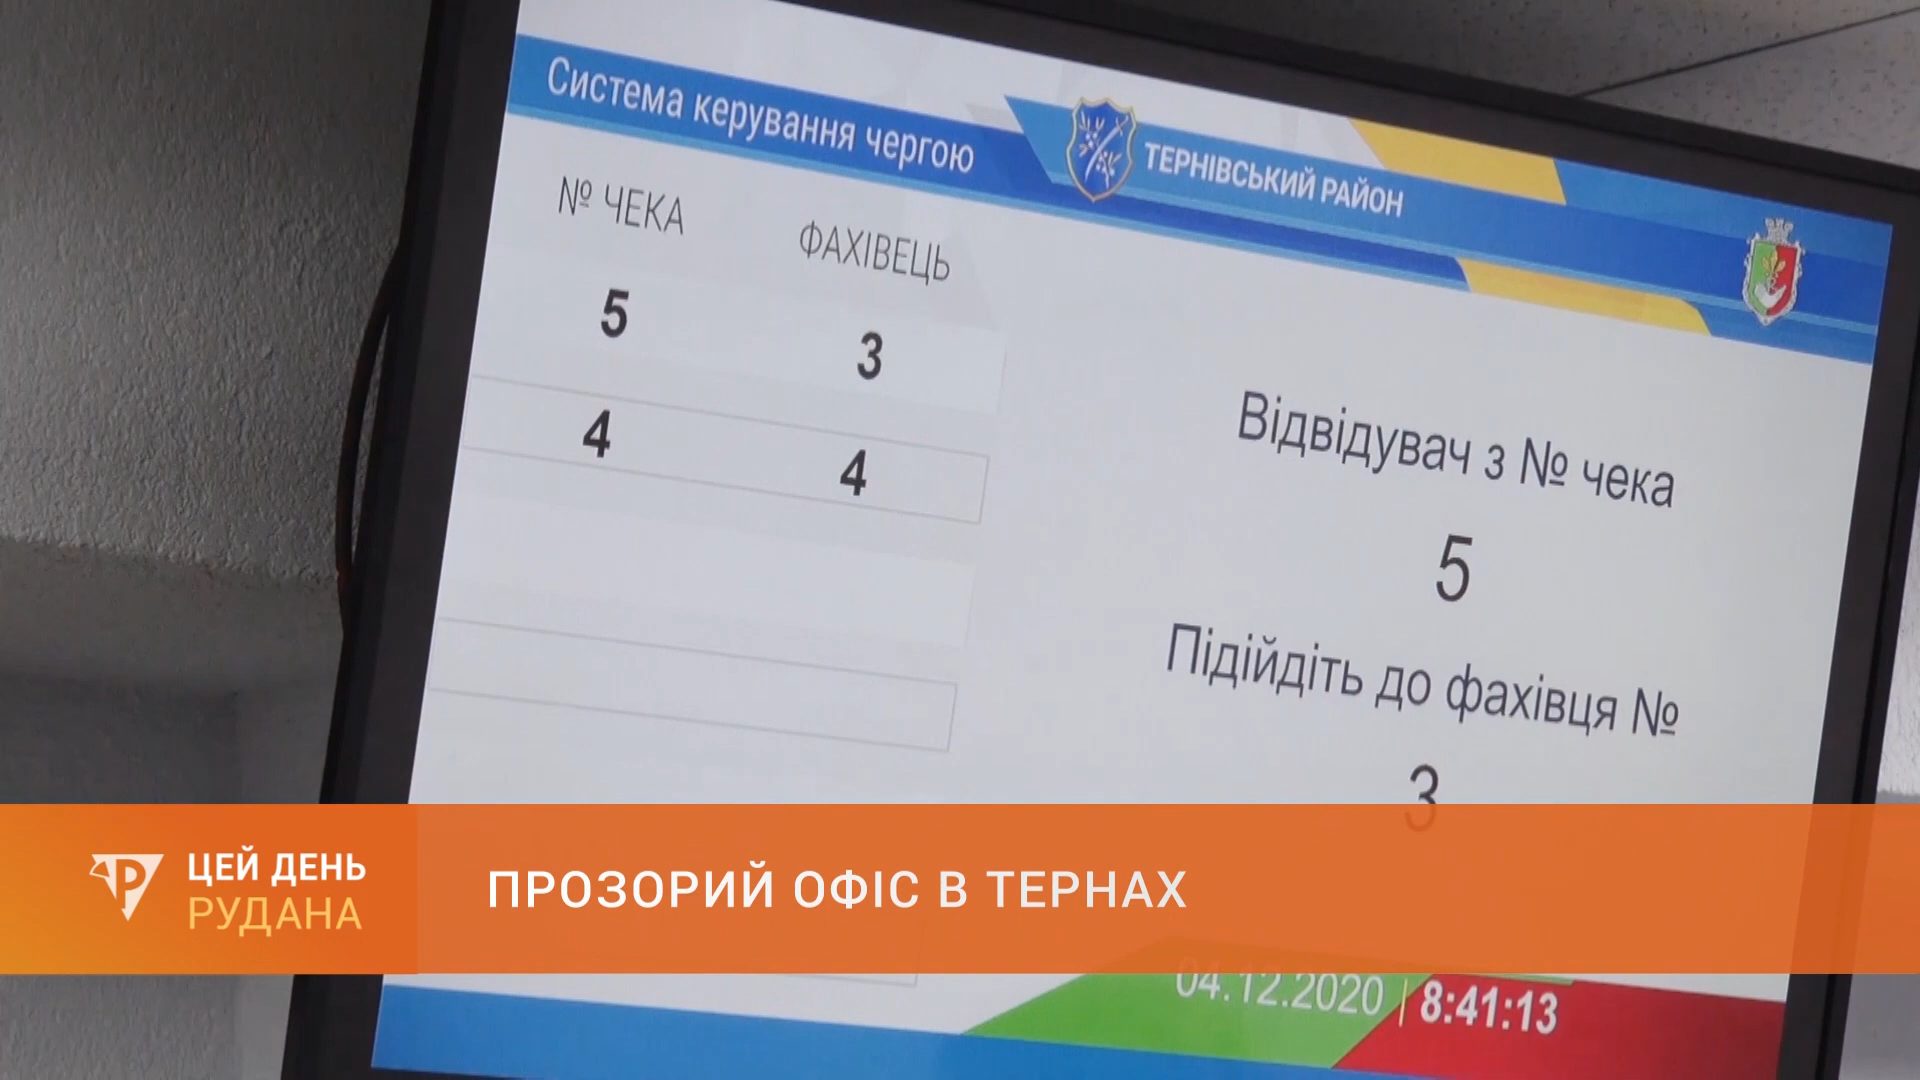 Система керування чергою
ТЕРНІВСЬКИЙ РАЙОН
№ ЧЕКА ФАХІВЕЦЬ
5 3
4 4
Відвідувач з № чека
5
Підійдіть до фахівця №
3
ЦЕЙ ДЕНЬ
РУДАНА
ПРОЗОРИЙ ОФІС В ТЕРНАХ
04.12.2020 | 8:41:13